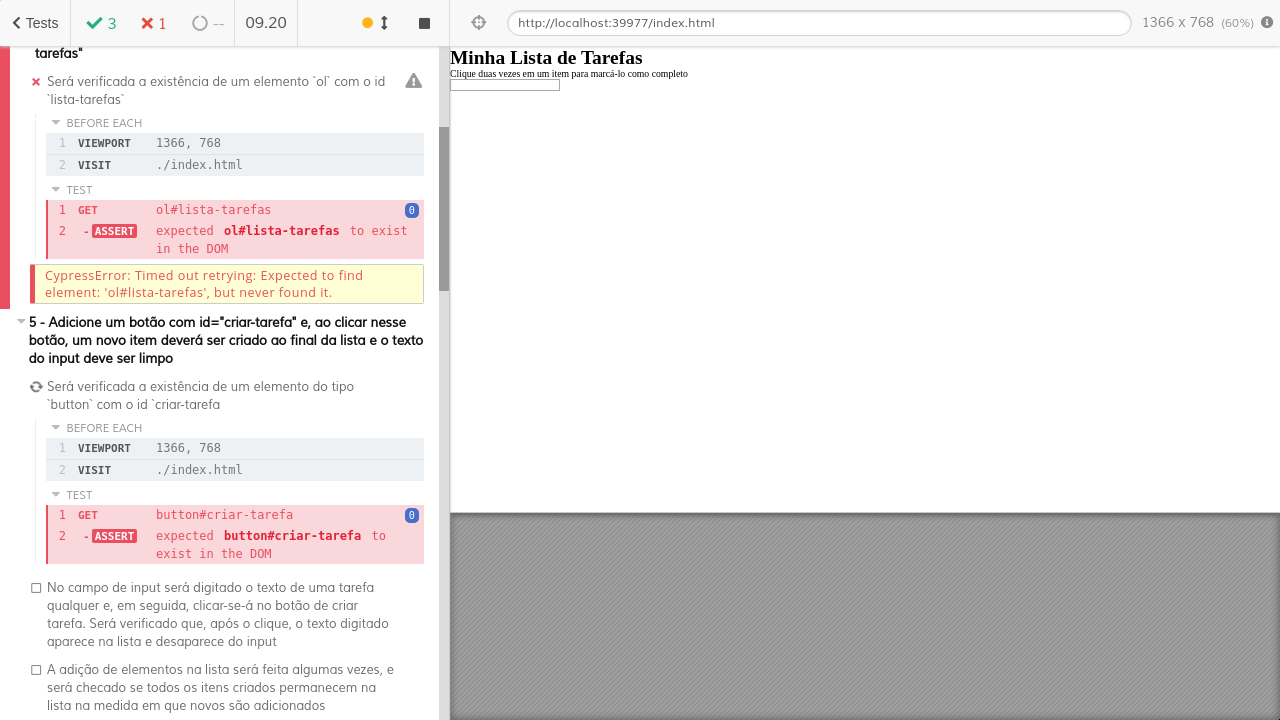 Tests
3
1
--
09.20
http://localhost:39977/index.html
1366 x 768 (60%)
tarefas"
Será verificada a existência de um elemento `ol` com o id
`lista-tarefas`
BEFORE EACH
1 VIEWPORT 1366, 768
2 VISIT ./index.html
TEST
1 GET ol#lista-tarefas 0
2 -ASSERT expected ol#lista-tarefas to exist
in the DOM
CypressError: Timed out retrying: Expected to find
element: 'ol#lista-tarefas', but never found it.
5 - Adicione um botão com id="criar-tarefa" e, ao clicar nesse
botão, um novo item deverá ser criado ao final da lista e o texto
do input deve ser limpo
Será verificada a existência de um elemento do tipo
`button` com o id `criar-tarefa
BEFORE EACH
1 VIEWPORT 1366, 768
2 VISIT ./index.html
TEST
1 GET button#criar-tarefa 0
2 -ASSERT expected button#criar-tarefa to
exist in the DOM
No campo de input será digitado o texto de uma tarefa
qualquer e, em seguida, clicar-se-á no botão de criar
tarefa. Será verificado que, após o clique, o texto digitado
aparece na lista e desaparece do input
A adição de elementos na lista será feita algumas vezes, e
será checado se todos os itens criados permanecem na
lista na medida em que novos são adicionados
Minha Lista de Tarefas
Clique duas vezes em um item para marcá-lo como completo